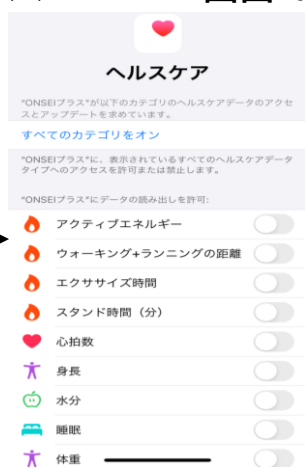 ヘルスケア
"ONSEIプラス"が以下のカテゴリのヘルスケアデータのアクセ
スとアップデートを求めています。
すべてのカテゴリをオン
"ONSEIプラス"に、表示されているすべてのヘルスケアデータ
タイプへのアクセスを許可または禁止します。
"ONSEIプラス"にデータの読み出しを許可:
アクティブエネルギー
ウォーキング+ランニングの距離
エクササイズ時間
スタンド時間（分）
心拍数
身長
水分
睡眠
体重